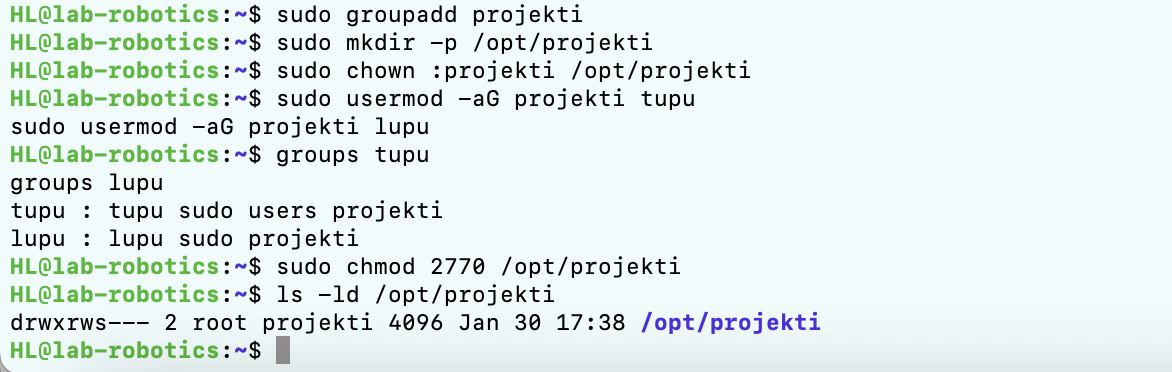 HL@lab-robotics:~$ sudo groupadd projekti
HL@lab-robotics:~$ sudo mkdir -p /opt/projekti
HL@lab-robotics:~$ sudo chown :projekti /opt/projekti
HL@lab-robotics:~$ sudo usermod -aG projekti tupu
sudo usermod -aG projekti lupu
HL@lab-robotics:~$ groups tupu
groups lupu
tupu : tupu sudo users projekti
lupu : lupu sudo projekti
HL@lab-robotics:~$ sudo chmod 2770 /opt/projekti
HL@lab-robotics:~$ ls -ld /opt/projekti
drwxrws--- 2 root projekti 4096 Jan 30 17:38 /opt/projekti
HL@lab-robotics:~$